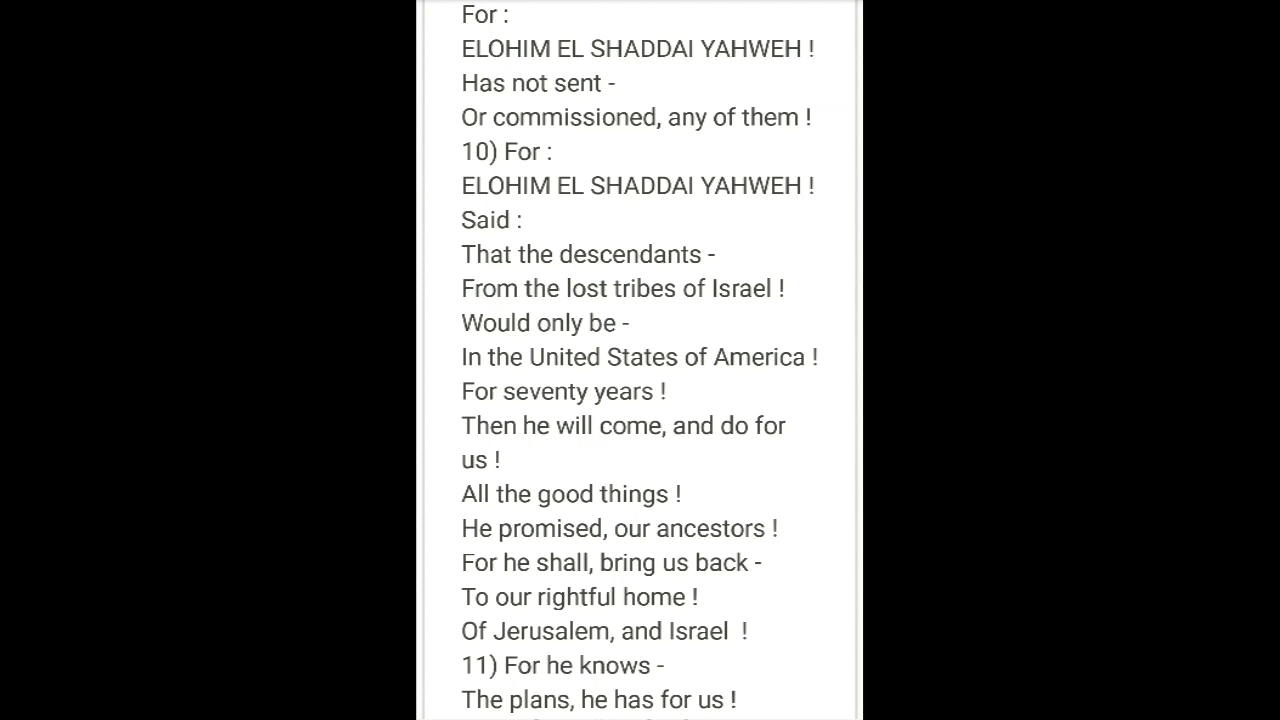 For :
ELOHIM EL SHADDAI YAHWEH !
Has not sent -
Or commissioned, any of them !
10) For :
ELOHIM EL SHADDAI YAHWEH !
Said :
That the descendants -
From the lost tribes of Israel !
Would only be -
In the United States of America !
For seventy years !
Then he will come, and do for
us !
All the good things !
He promised, our ancestors !
For he shall, bring us back -
To our rightful home !
Of Jerusalem, and Israel  !
11) For he knows -
The plans, he has for us !